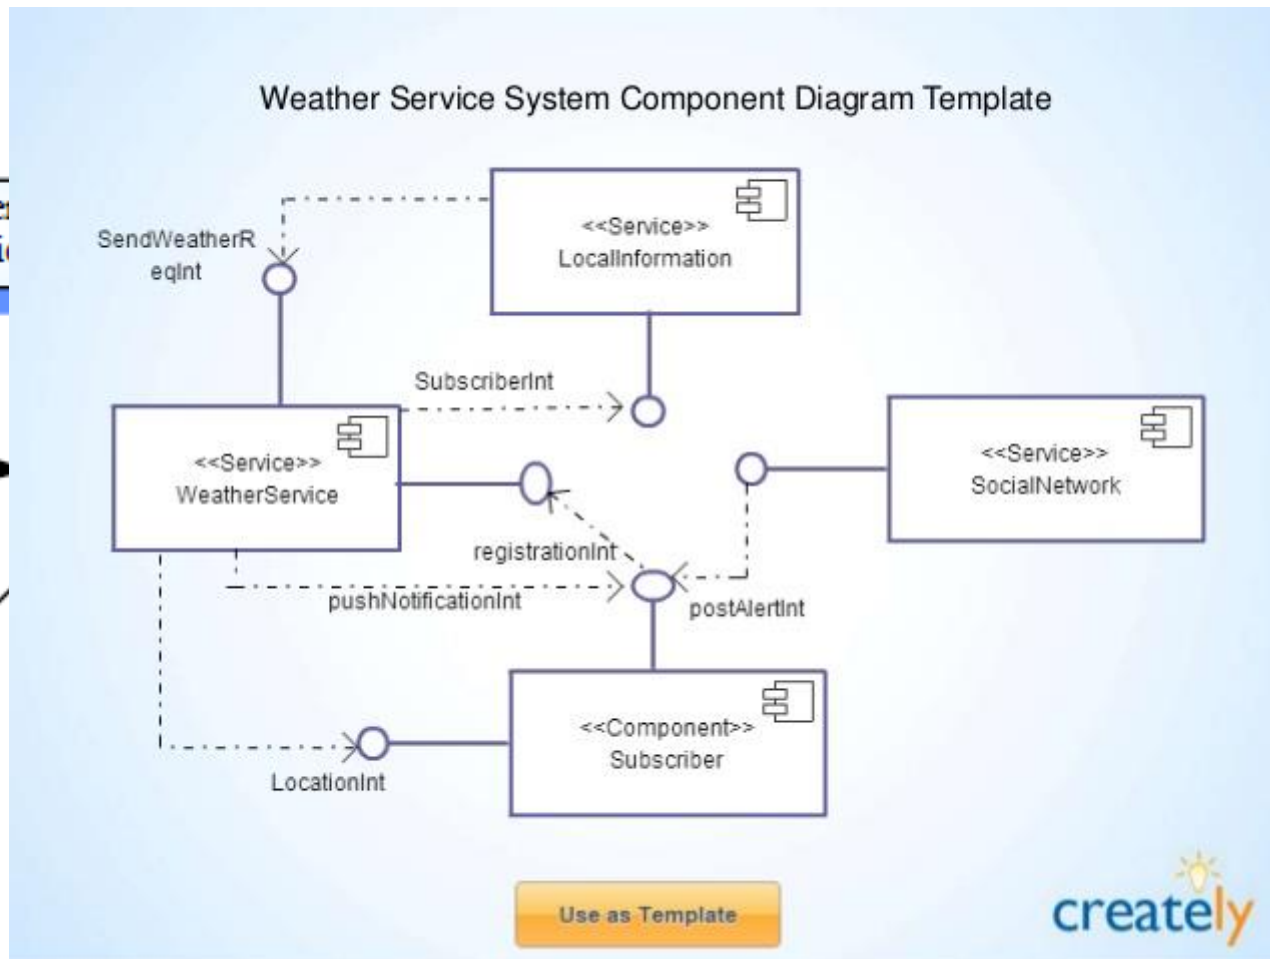 Weather Service System Component Diagram Template
<<Service>>
LocalInformation
SendWeatherR
eqInt
SubscriberInt
<<Service>>
WeatherService
<<Service>>
SocialNetwork
registrationInt
pushNotificationInt
postAlertInt
<<Component>>
Subscriber
LocationInt
Use as Template
creately